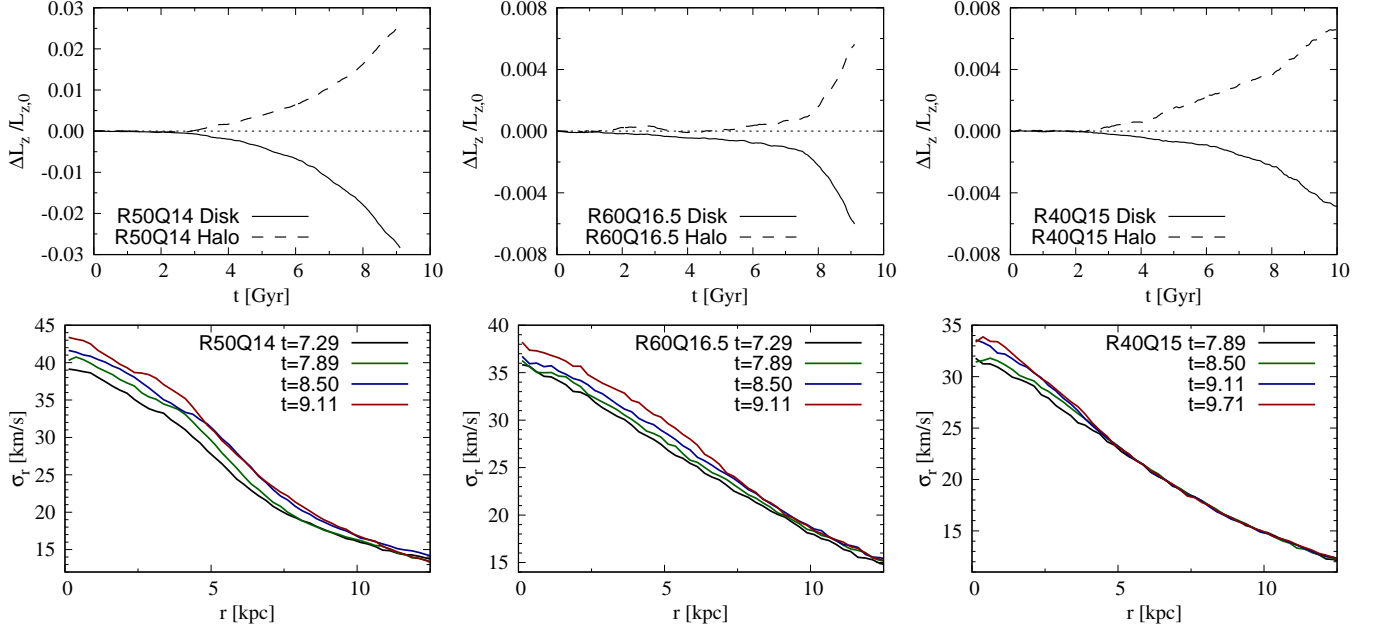 0.03
0.02
0.01
0.00
-0.01
-0.02
-0.03
ΔL_z /L_z,0
R50Q14 Disk
R50Q14 Halo
0 2 4 6 8 10
t [Gyr]
0.008
0.004
0.000
-0.004
-0.008
ΔL_z /L_z,0
R60Q16.5 Disk
R60Q16.5 Halo
0 2 4 6 8 10
t [Gyr]
0.008
0.004
0.000
-0.004
-0.008
ΔL_z /L_z,0
R40Q15 Disk
R40Q15 Halo
0 2 4 6 8 10
t [Gyr]
45
40
35
30
25
20
15
σ_r [km/s]
R50Q14 t=7.29
t=7.89
t=8.50
t=9.11
0 5 10
r [kpc]
40
35
30
25
20
15
σ_r [km/s]
R60Q16.5 t=7.29
t=7.89
t=8.50
t=9.11
0 5 10
r [kpc]
35
30
25
20
15
σ_r [km/s]
R40Q15 t=7.89
t=8.50
t=9.11
t=9.71
0 5 10
r [kpc]